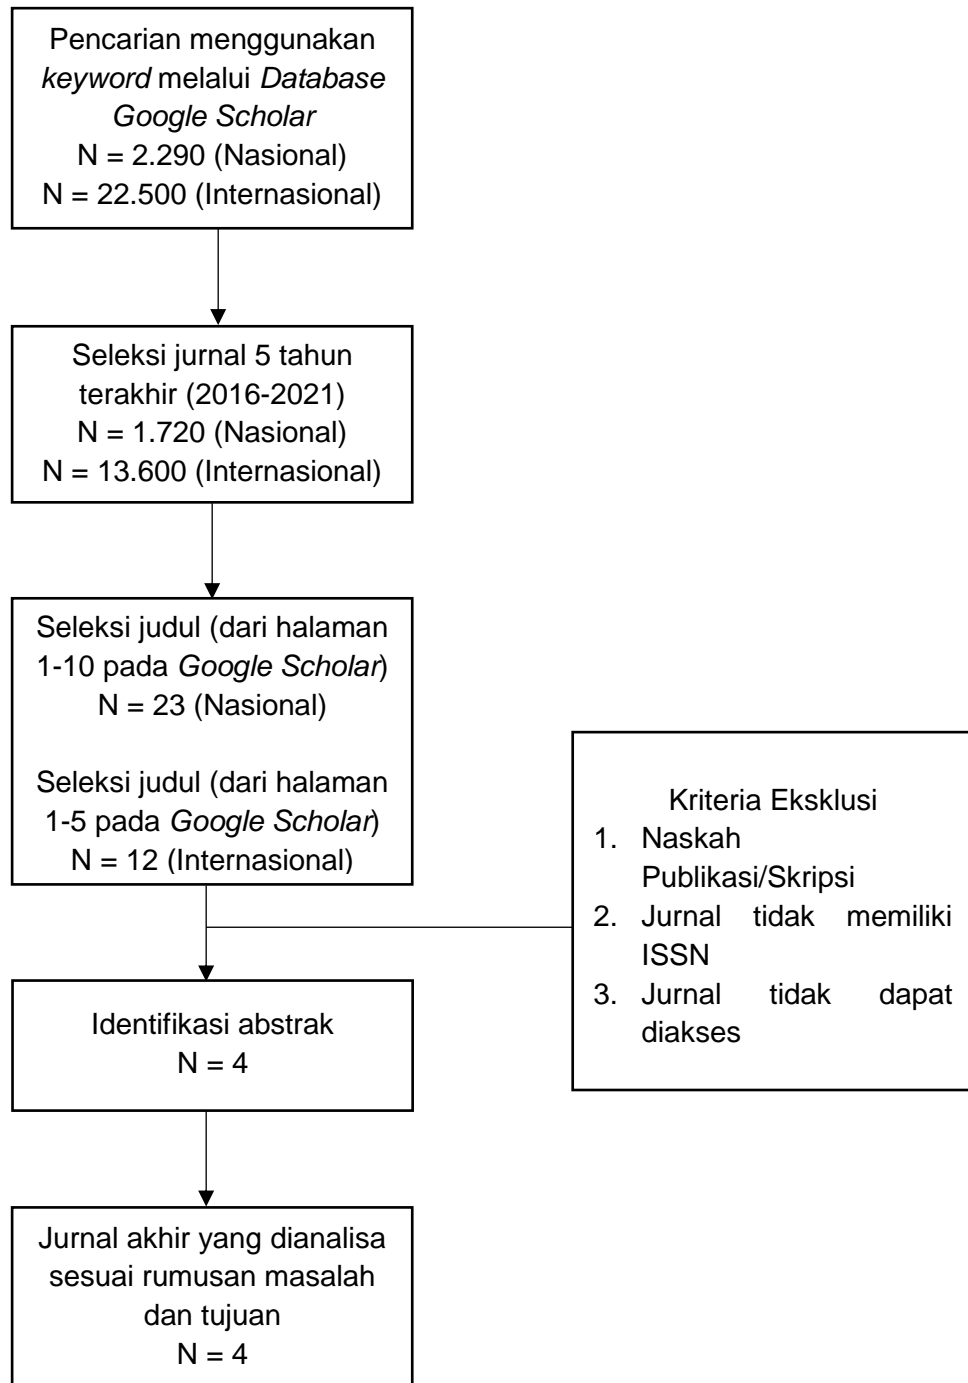 Pencarian menggunakan
keyword melalui Database
Google Scholar
N = 2.290 (Nasional)
N = 22.500 (Internasional)
Seleksi jurnal 5 tahun
terakhir (2016-2021)
N = 1.720 (Nasional)
N = 13.600 (Internasional)
Seleksi judul (dari halaman
1-10 pada Google Scholar)
N = 23 (Nasional)
Seleksi judul (dari halaman
1-5 pada Google Scholar)
N = 12 (Internasional)
Kriteria Eksklusi
1. Naskah
Publikasi/Skripsi
2. Jurnal tidak memiliki
ISSN
3. Jurnal tidak dapat
diakses
Identifikasi abstrak
N = 4
Jurnal akhir yang dianalisa
sesuai rumusan masalah
dan tujuan
N = 4